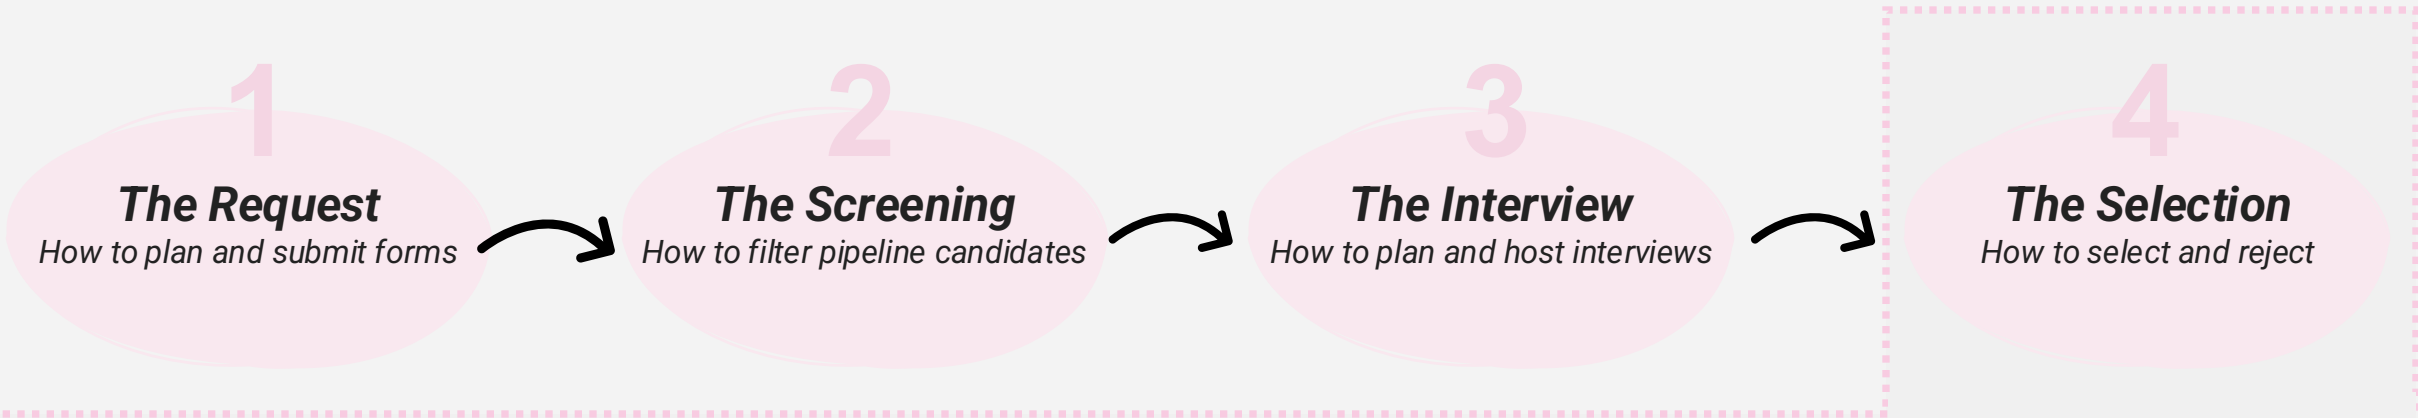 1
The Request
How to plan and submit forms
2
The Screening
How to filter pipeline candidates
3
The Interview
How to plan and host interviews
4
The Selection
How to select and reject